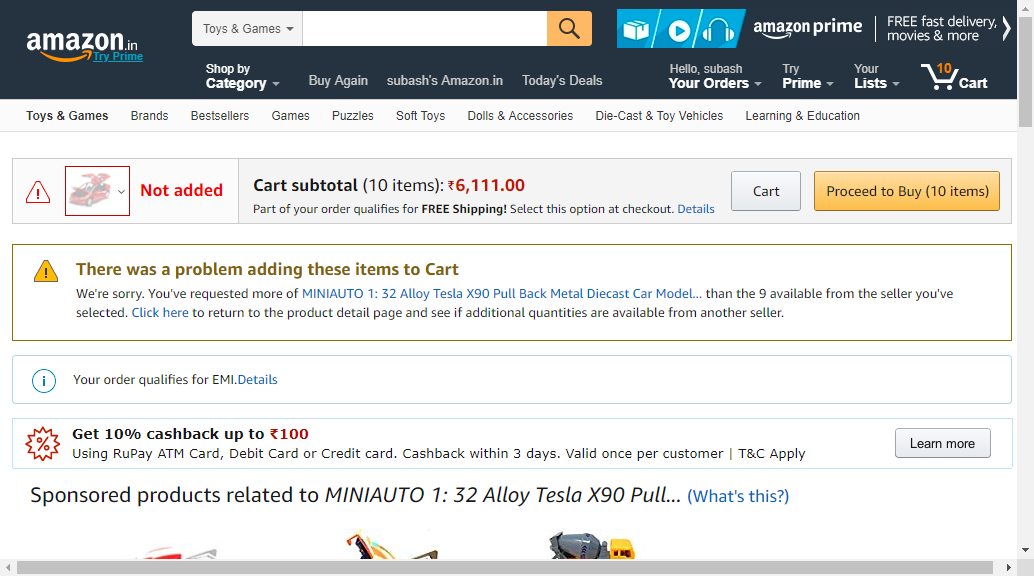 amazon.in
Try Prime
Toys & Games
amazon prime
FREE fast delivery, movies & more
Shop by Category
Buy Again
subash's Amazon.in
Today's Deals
Hello, subash
Your Orders
Try
Prime
Your
Lists
10
Cart
Toys & Games
Brands
Bestsellers
Games
Puzzles
Soft Toys
Dolls & Accessories
Die-Cast & Toy Vehicles
Learning & Education
Not added
Cart subtotal (10 items): ₹6,111.00
Part of your order qualifies for FREE Shipping! Select this option at checkout. Details
Cart
Proceed to Buy (10 items)
There was a problem adding these items to Cart
We're sorry. You've requested more of MINIAUTO 1: 32 Alloy Tesla X90 Pull Back Metal Diecast Car Model... than the 9 available from the seller you've
selected. Click here to return to the product detail page and see if additional quantities are available from another seller.
Your order qualifies for EMI.Details
Get 10% cashback up to ₹100
Using RuPay ATM Card, Debit Card or Credit card. Cashback within 3 days. Valid once per customer | T&C Apply
Learn more
Sponsored products related to MINIAUTO 1: 32 Alloy Tesla X90 Pull... (What's this?)